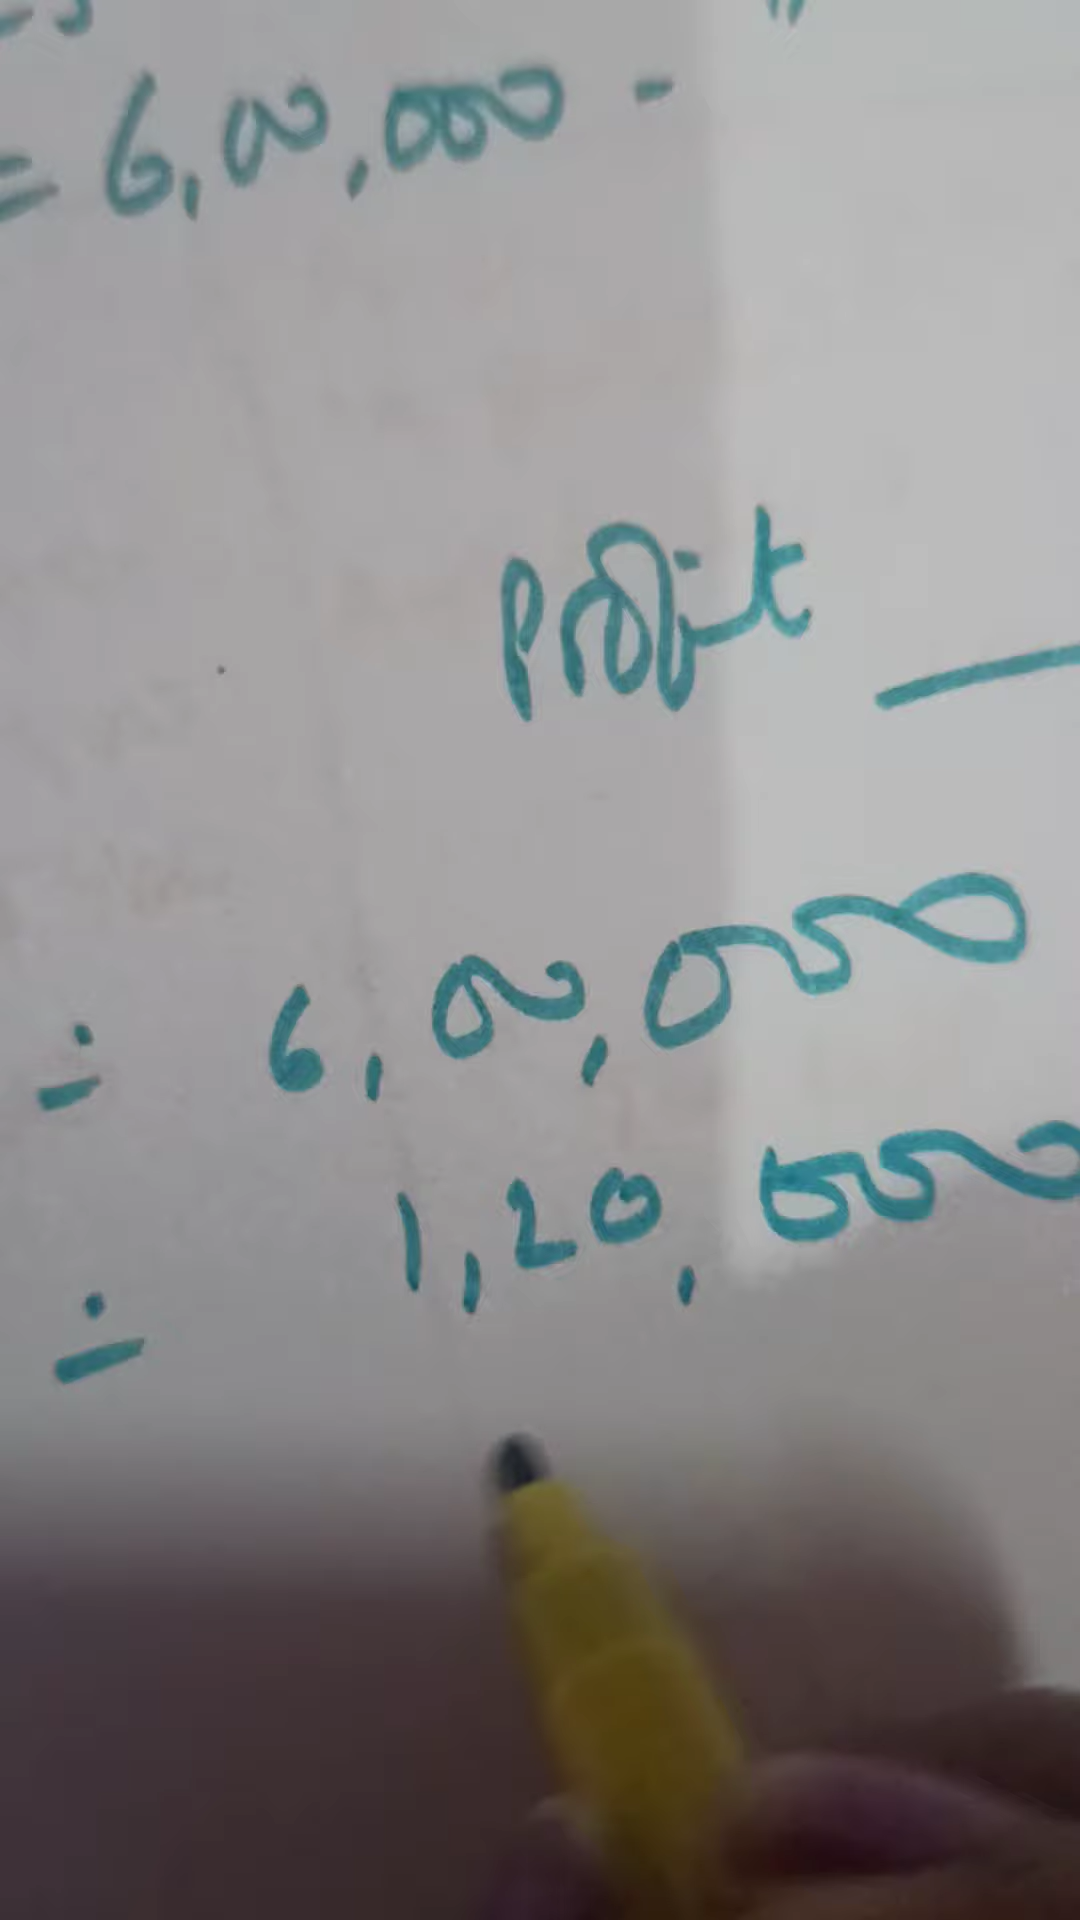 = 6,00,000 -
Profit
÷ 6,00,000
1,20,000
÷